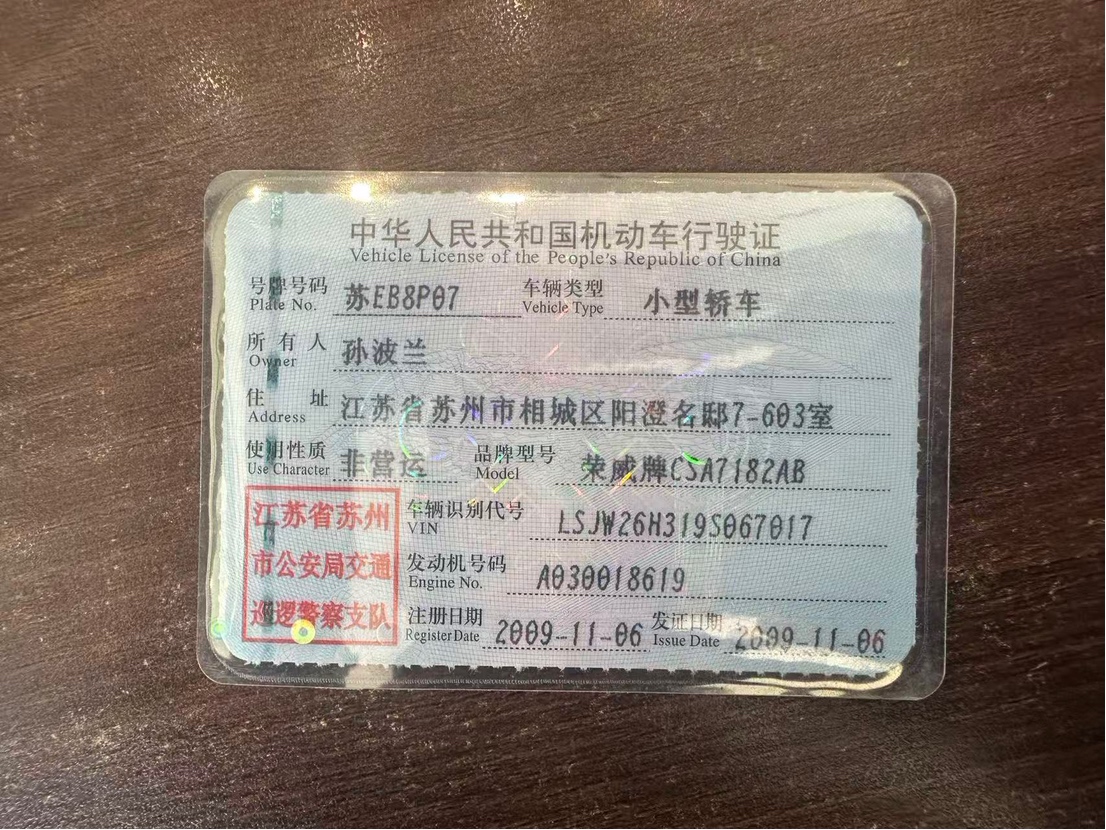 中华人民共和国机动车行驶证
Vehicle License of the People's Republic of China
号牌号码 苏EB8P07 车辆类型 小型轿车
Plate No. Vehicle Type
所有人 孙波兰
Owner
住址 江苏省苏州市相城区阳澄名邸7-603室
Address
使用性质 非营运 品牌型号 荣威牌CSA7182AB
Use Character Model
江苏省苏州
市公安局交通
巡逻警察支队
车辆识别代号 LSJW26H319S067017
VIN
发动机号码 A030018619
Engine No.
注册日期 2009-11-06 发证日期 2009-11-06
Register Date Issue Date